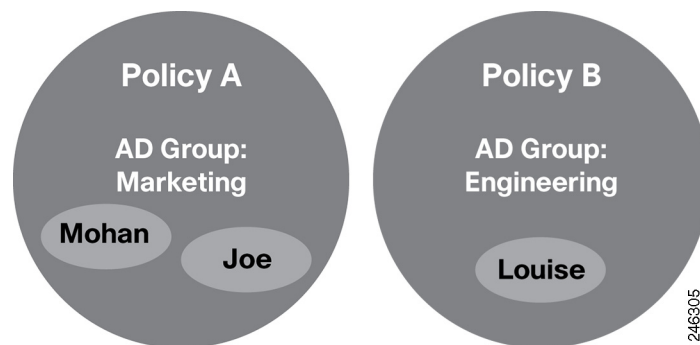 Policy A
AD Group:
Marketing
Mohan
Joe
Policy B
AD Group:
Engineering
Louise
246305